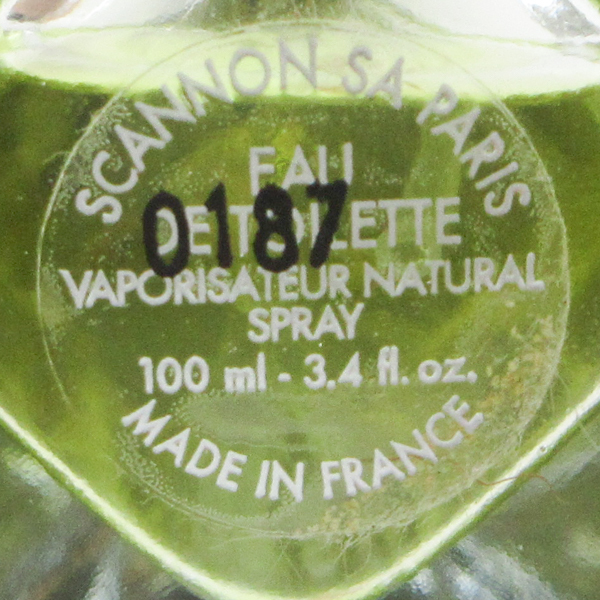 SCANNON SA PARIS
EAU
DE TOILETTE
0187
VAPORISATEUR NATURAL
SPRAY
100 ml - 3.4 fl. oz.
MADE IN FRANCE